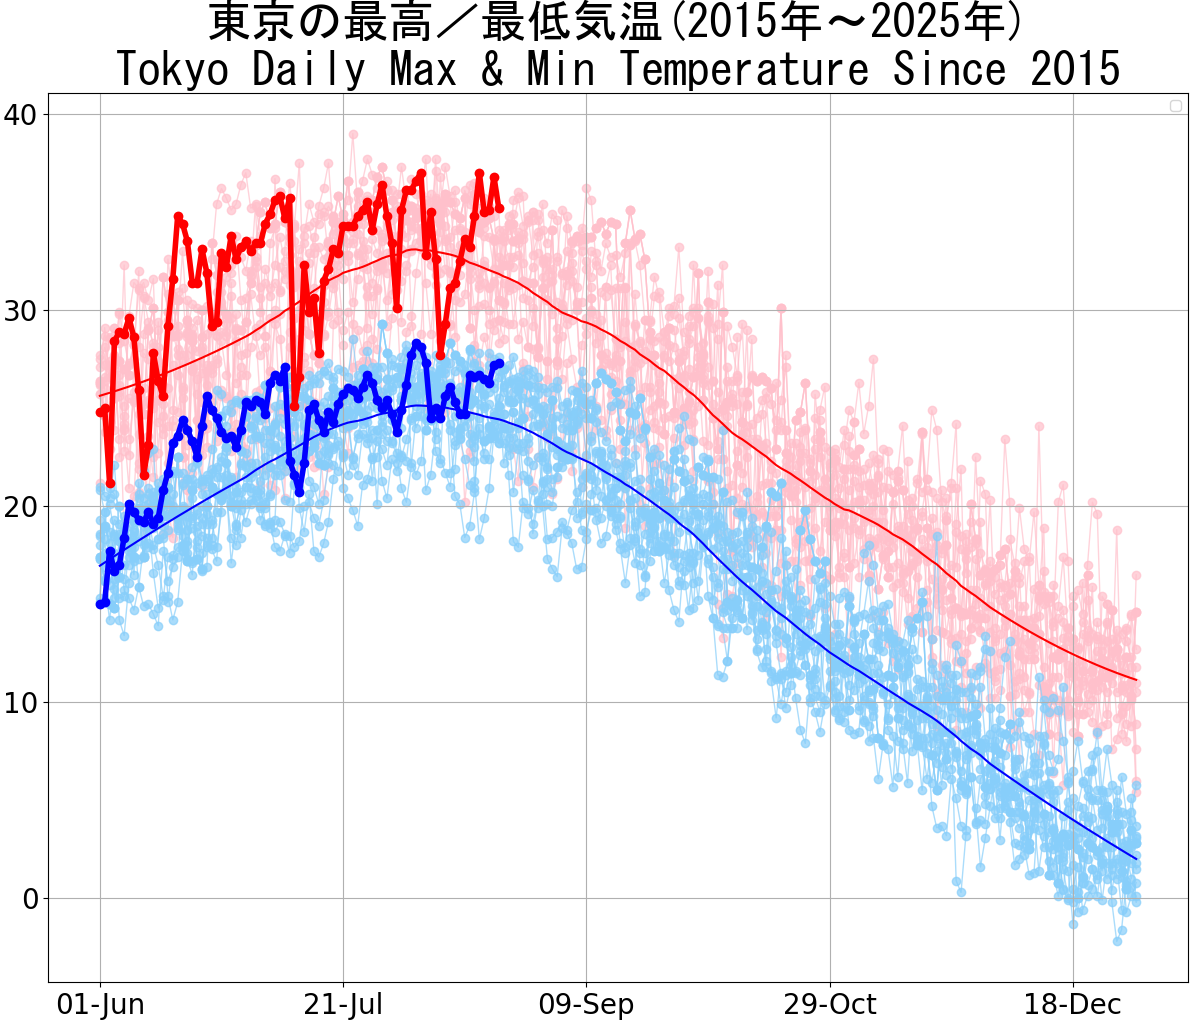 東京の最高／最低気温(2015年～2025年)
Tokyo Daily Max & Min Temperature Since 2015
40
30
20
10
0
01-Jun 21-Jul 09-Sep 29-Oct 18-Dec